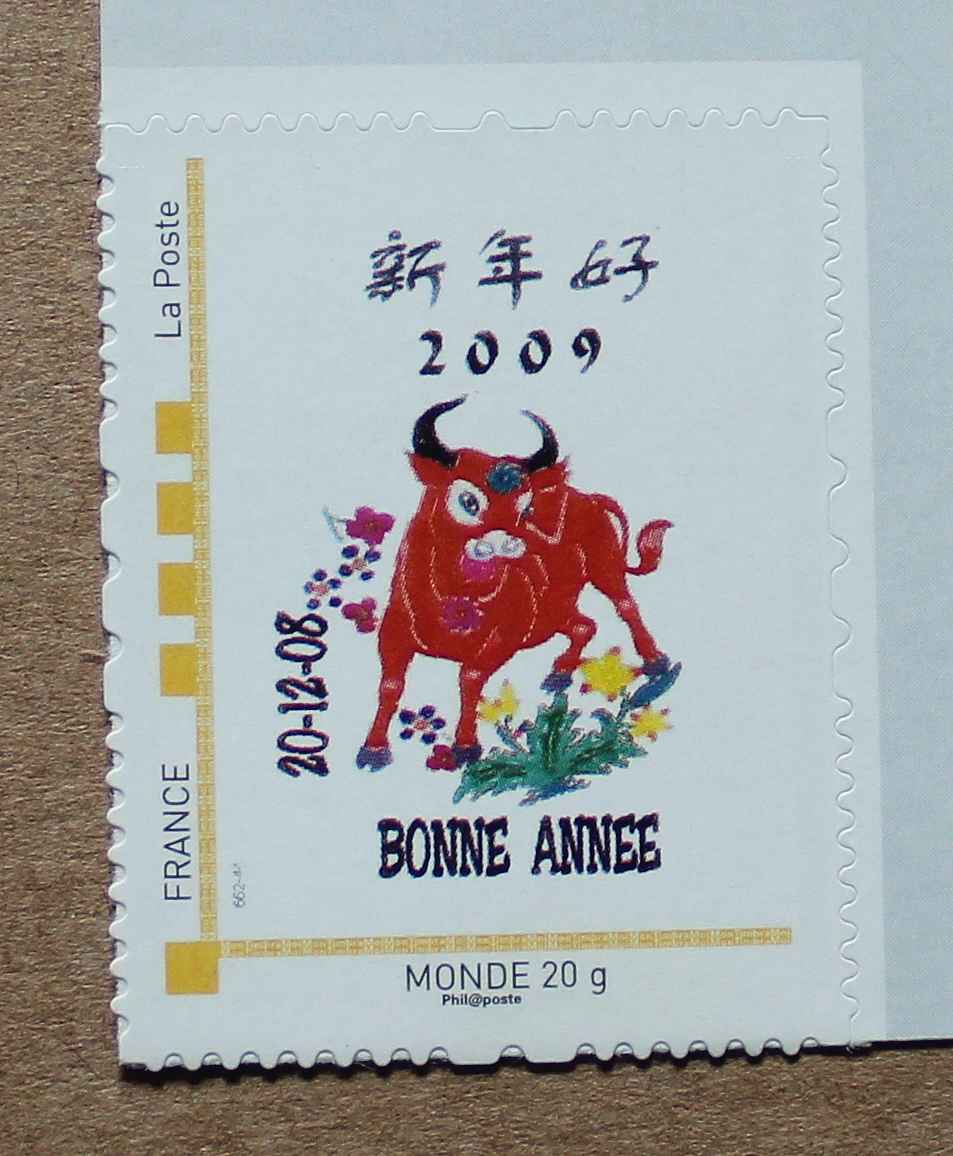 La Poste
新年好
2009
20-12-08
FRANCE
BONNE ANNEE
MONDE 20 g
Phil@poste